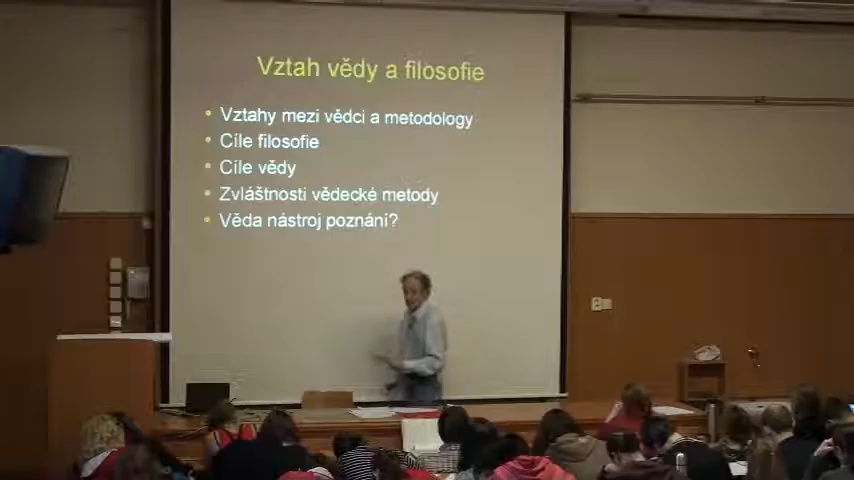 Vztah vědy a filosofie
• Vztahy mezi vědci a metodology
• Cíle filosofie
• Cíle vědy
• Zvláštnosti vědecké metody
• Věda nástroj poznání?